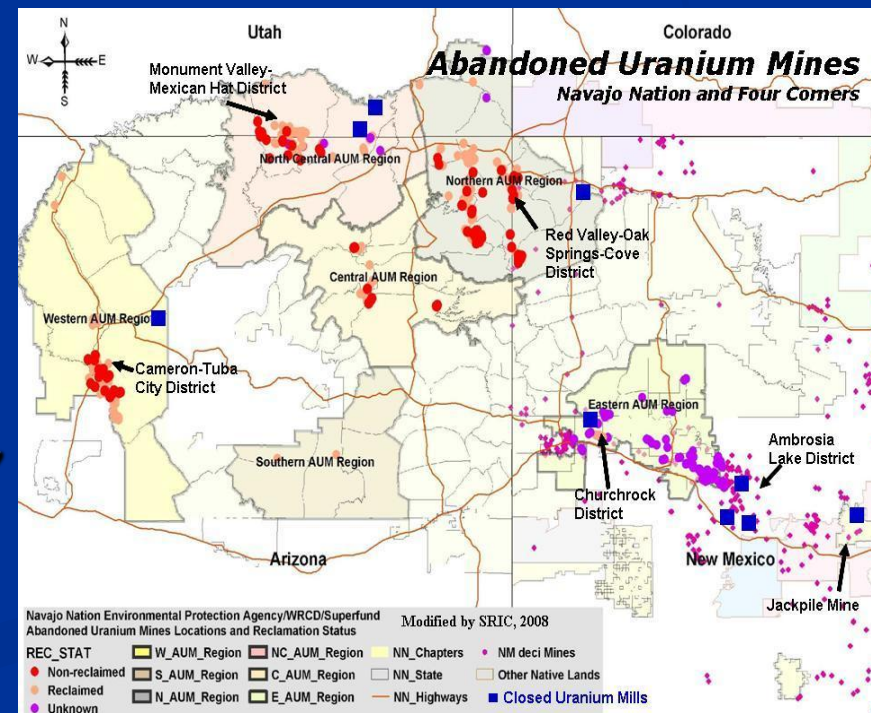 N
W
E
S
Utah
Colorado
Abandoned Uranium Mines
Navajo Nation and Four Corners
Monument Valley-
Mexican Hat District
North Central AUM Region
Northern AUM Region
Red Valley-Oak
Springs-Cove
District
Central AUM Region
Western AUM Region
Cameron-Tuba
City District
Eastern AUM Region
Ambrosia
Lake District
Southern AUM Region
Churchrock
District
Arizona
New Mexico
Jackpile Mine
Navajo Nation Environmental Protection Agency/WRCD/Superfund
Abandoned Uranium Mines Locations and Reclamation Status
Modified by SRIC, 2008
REC_STAT
Non-reclaimed
Reclaimed
Unknown
W_AUM_Region
S_AUM_Region
N_AUM_Region
NC_AUM_Region
C_AUM_Region
E_AUM_Region
NN_Chapters
NN_State
NN_Highways
NM deci Mines
Other Native Lands
Closed Uranium Mills